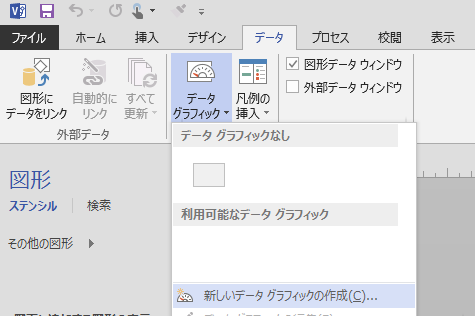 ファイル ホーム 挿入 デザイン データ プロセス 校閲 表示
図形に
データをリンク
自動的に
リンク
すべて
更新
データ
グラフィック
凡例の
挿入
図形データ ウィンドウ
外部データ ウィンドウ
外部データ
データ グラフィックなし
図形
ステンシル 検索
利用可能なデータ グラフィック
その他の図形
新しいデータ グラフィックの作成(C)...